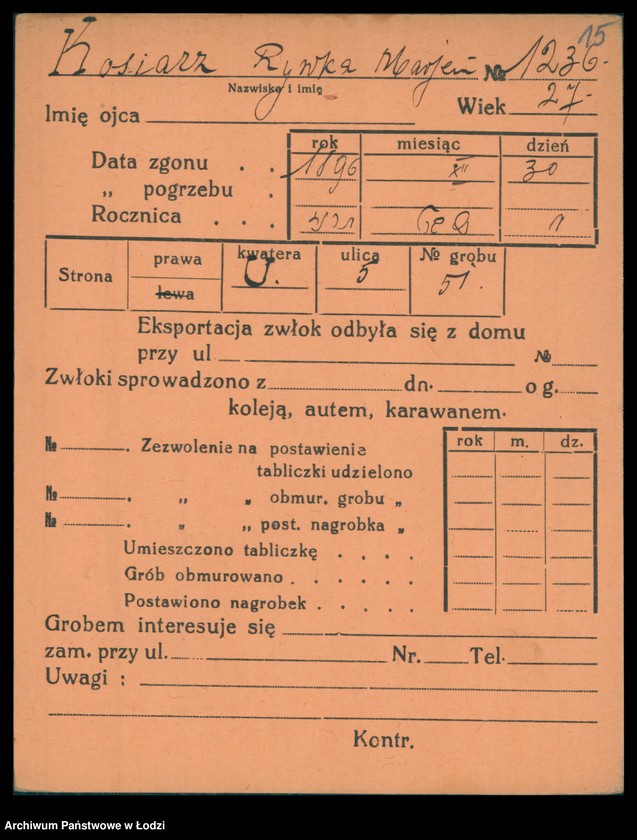 15
Kosiarz Rywka Marjem № 1236
Nazwisko i imię
Imię ojca Wiek 27
rok miesiąc dzień
Data zgonu . . 1896 XII 30
„ pogrzebu .
Rocznica . . . 1
Strona prawa kwatera ulica № grobu
lewa U. 5 51.
Eksportacja zwłok odbyła się z domu
przy ul №
Zwłoki sprowadzono z dn. o g.
koleją, autem, karawanem.
rok m. dz.
№ . Zezwolenie na postawienia
tabliczki udzielono
№ . „ „ obmur. grobu „
№ . „ „ post. nagrobka „
Umieszczono tabliczkę . . . .
Grób obmurowano . . . . . .
Postawiono nagrobek . . . . .
Grobem interesuje się
zam. przy ul. Nr. Tel.
Uwagi :
Kontr.
Archiwum Państwowe w Łodzi